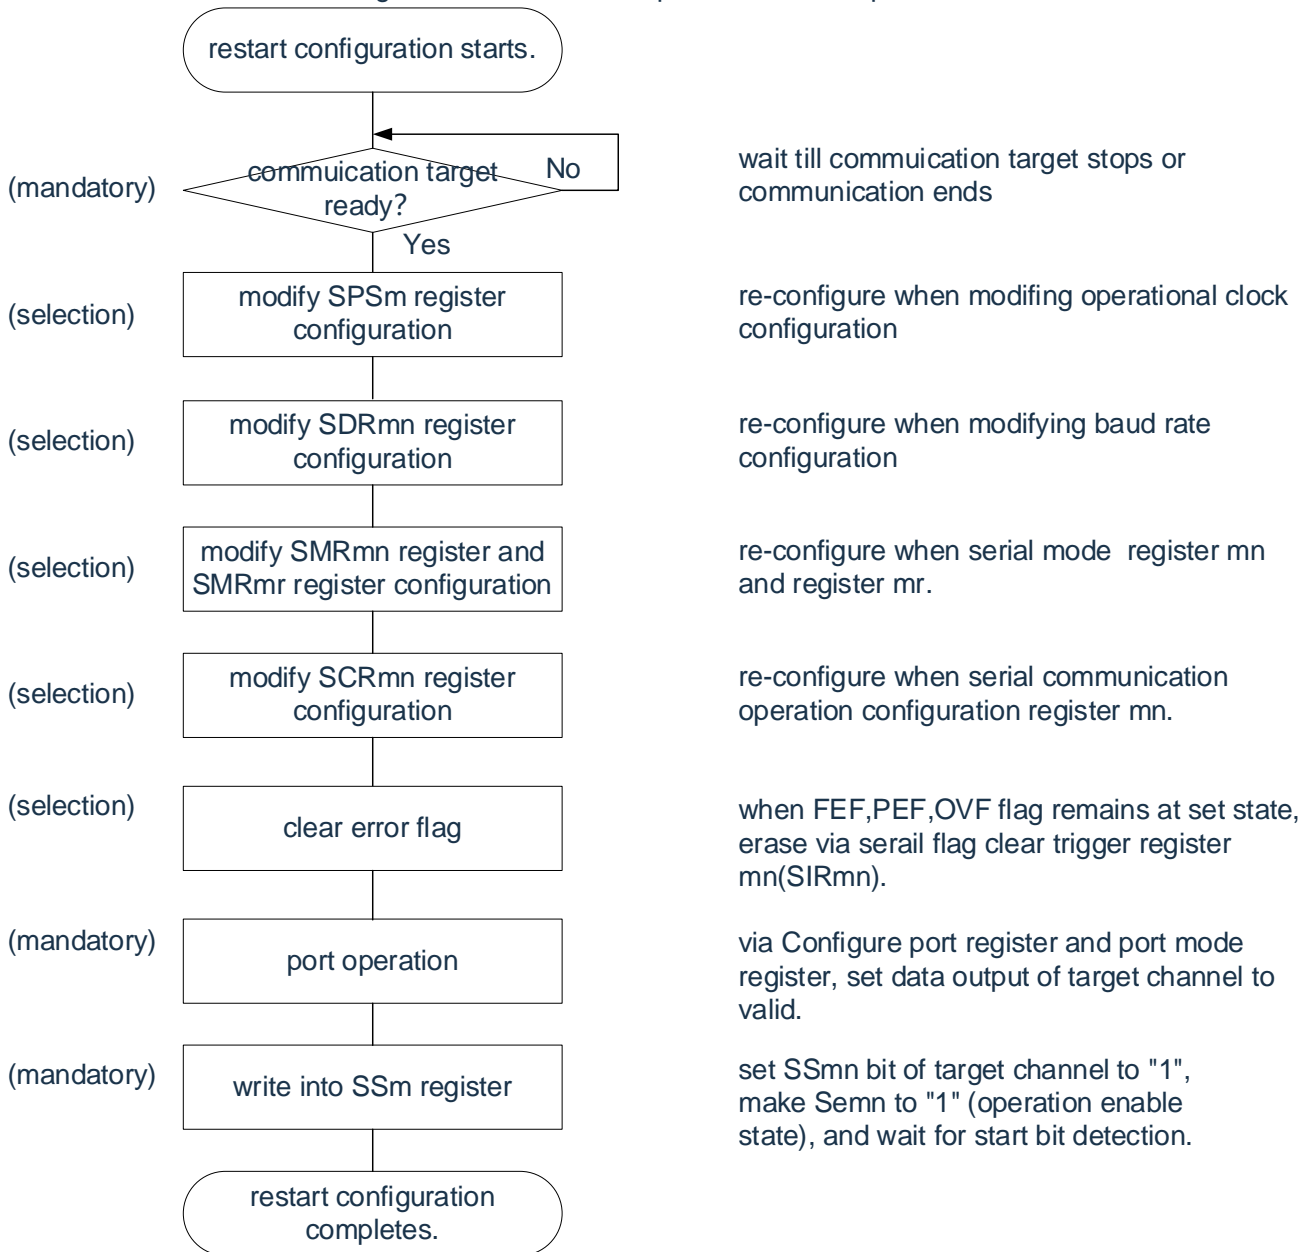 restart configuration starts.
commuication target
ready?
No
(mandatory)
wait till commuication target stops or
communication ends
Yes
(selection)
modify SPSm register
configuration
re-configure when modifing operational clock
configuration
(selection)
modify SDRmn register
configuration
re-configure when modifying baud rate
configuration
(selection)
modify SMRmn register and
SMRmr register configuration
re-configure when serial mode  register mn
and register mr.
(selection)
modify SCRmn register
configuration
re-configure when serial communication
operation configuration register mn.
(selection)
clear error flag
when FEF,PEF,OVF flag remains at set state,
erase via serail flag clear trigger register
mn(SIRmn).
(mandatory)
port operation
via Configure port register and port mode
register, set data output of target channel to
valid.
(mandatory)
write into SSm register
set SSmn bit of target channel to "1",
make Semn to "1" (operation enable
state), and wait for start bit detection.
restart configuration
completes.